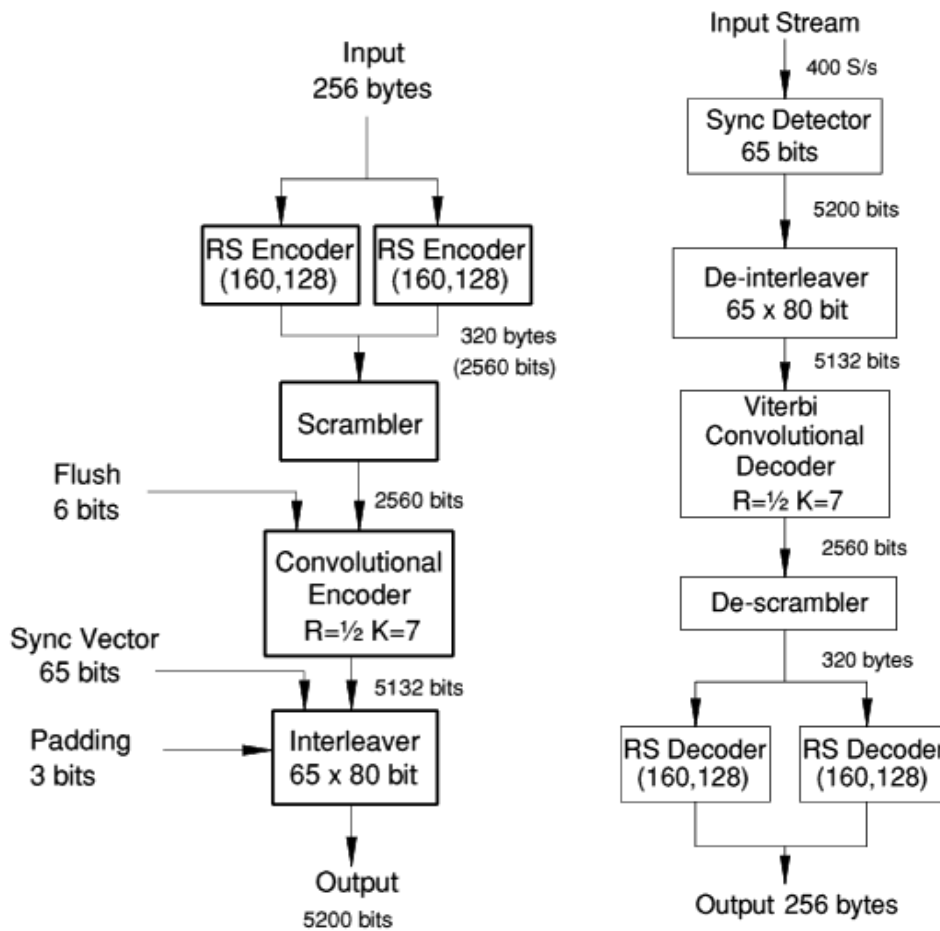 Input
256 bytes
RS Encoder
(160,128)
RS Encoder
(160,128)
320 bytes
(2560 bits)
Scrambler
Flush
6 bits
2560 bits
Convolutional
Encoder
R=½ K=7
Sync Vector
65 bits
5132 bits
Padding
3 bits
Interleaver
65 x 80 bit
Output
5200 bits
Input Stream
400 S/s
Sync Detector
65 bits
5200 bits
De-interleaver
65 x 80 bit
5132 bits
Viterbi
Convolutional
Decoder
R=½ K=7
2560 bits
De-scrambler
320 bytes
RS Decoder
(160,128)
RS Decoder
(160,128)
Output 256 bytes